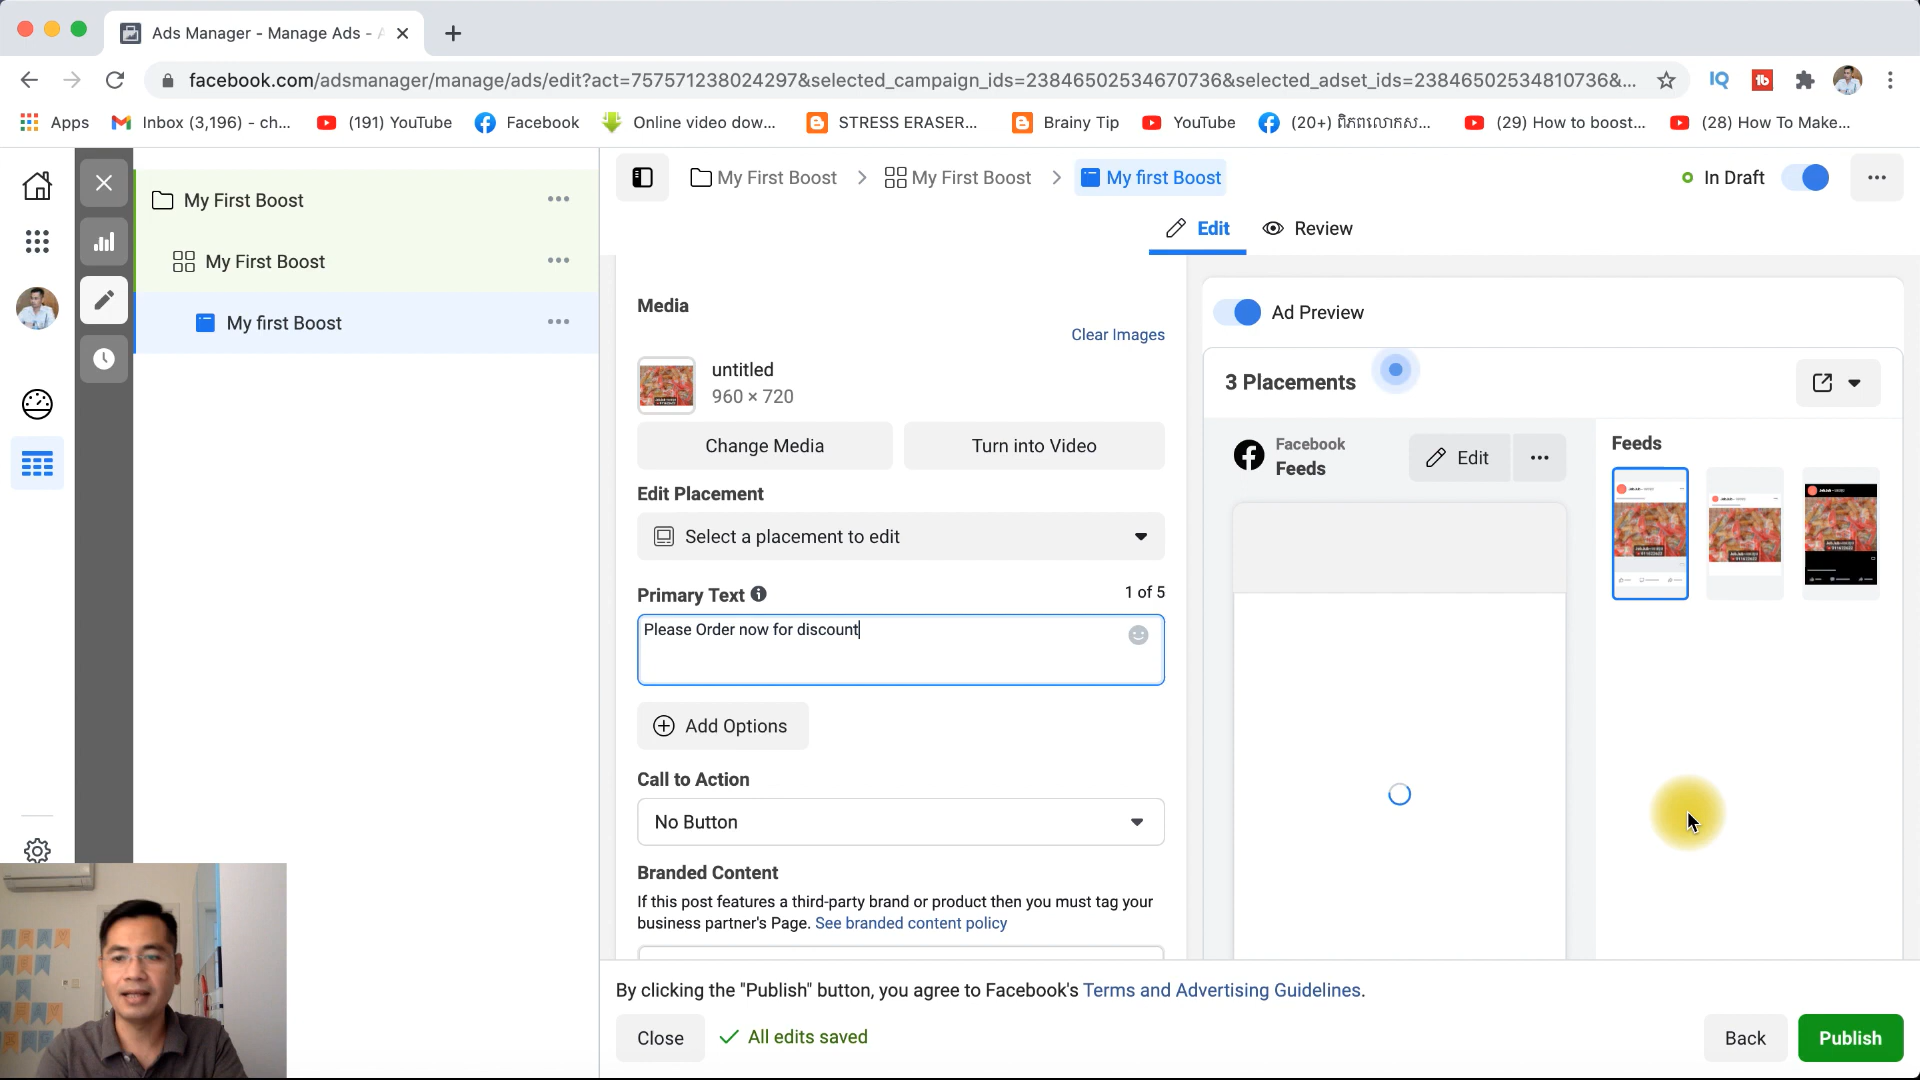 Ads Manager - Manage Ads - A
facebook.com/adsmanager/manage/ads/edit?act=757571238024297&selected_campaign_ids=23846502534670736&selected_adset_ids=23846502534810736&...
Apps
Inbox (3,196) - ch...
(191) YouTube
Facebook
Online video dow...
STRESS ERASER...
Brainy Tip
YouTube
(20+) ពិភពលោកស...
(29) How to boost...
(28) How To Make...
My First Boost
My First Boost
My first Boost
My First Boost > My First Boost > My first Boost
In Draft
Edit
Review
Media
Clear Images
untitled
960 × 720
Change Media
Turn into Video
Edit Placement
Select a placement to edit
Primary Text
1 of 5
Please Order now for discount
Add Options
Call to Action
No Button
Branded Content
If this post features a third-party brand or product then you must tag your
business partner's Page. See branded content policy
Ad Preview
3 Placements
Facebook
Feeds
Edit
Feeds
By clicking the "Publish" button, you agree to Facebook's Terms and Advertising Guidelines.
Close
All edits saved
Back
Publish